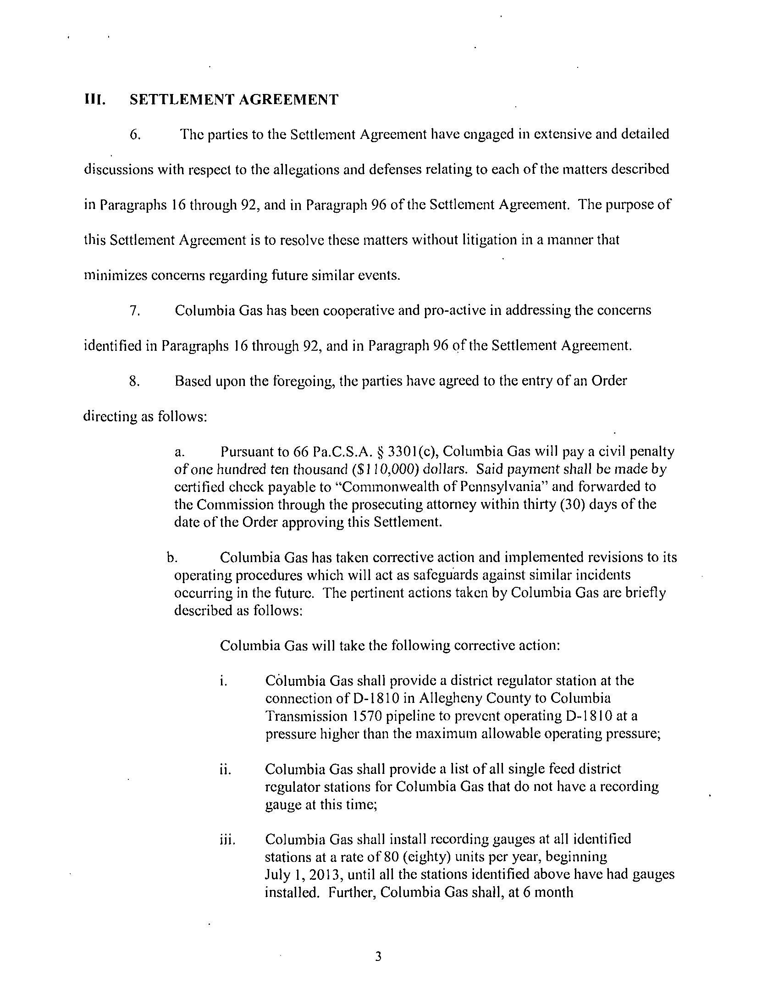 III. SETTLEMENT AGREEMENT
6. The parties to the Settlement Agreement have engaged in extensive and detailed
discussions with respect to the allegations and defenses relating to each of the matters described
in Paragraphs 16 through 92, and in Paragraph 96 of the Settlement Agreement. The purpose of
this Settlement Agreement is to resolve these matters without litigation in a manner that
minimizes concerns regarding future similar events.
7. Columbia Gas has been cooperative and pro-active in addressing the concerns
identified in Paragraphs 16 through 92, and in Paragraph 96 of the Settlement Agreement.
8. Based upon the foregoing, the parties have agreed to the entry of an Order
directing as follows:
a. Pursuant to 66 Pa.C.S.A. § 3301(c), Columbia Gas will pay a civil penalty
of one hundred ten thousand ($110,000) dollars. Said payment shall be made by
certified check payable to “Commonwealth of Pennsylvania” and forwarded to
the Commission through the prosecuting attorney within thirty (30) days of the
date of the Order approving this Settlement.
b. Columbia Gas has taken corrective action and implemented revisions to its
operating procedures which will act as safeguards against similar incidents
occurring in the future. The pertinent actions taken by Columbia Gas are briefly
described as follows:
Columbia Gas will take the following corrective action:
i. Columbia Gas shall provide a district regulator station at the
connection of D-1810 in Allegheny County to Columbia
Transmission 1570 pipeline to prevent operating D-1810 at a
pressure higher than the maximum allowable operating pressure;
ii. Columbia Gas shall provide a list of all single feed district
regulator stations for Columbia Gas that do not have a recording
gauge at this time;
iii. Columbia Gas shall install recording gauges at all identified
stations at a rate of 80 (eighty) units per year, beginning
July 1, 2013, until all the stations identified above have had gauges
installed. Further, Columbia Gas shall, at 6 month
3